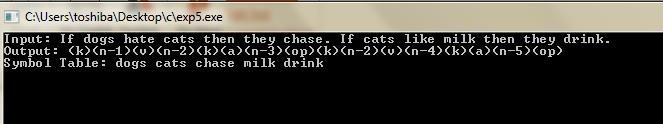 C:\Users\toshiba\Desktop\c\exp5.exe
Input: If dogs hate cats then they chase. If cats like milk then they drink.
Output: (k)(n-1)(v)(n-2)(k)(a)(n-3)(op)(k)(n-2)(v)(n-4)(k)(a)(n-5)(op)
Symbol Table: dogs cats chase milk drink